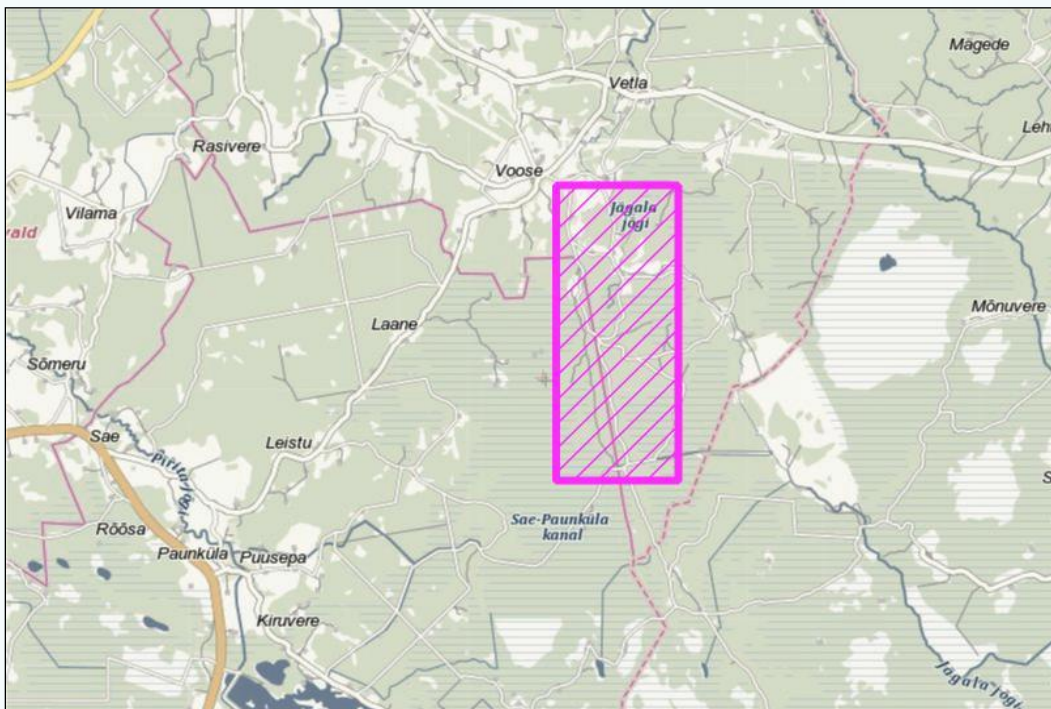 Mägede
Vetla
Leh
Rasivere
Voose
Vilama
Jägala
jõgi
vald
Mõnuvere
Laane
Sõmeru
Sae
Leistu
Pirita jõgi
S
Sae-Paunküla
kanal
Rõõsa
Paunküla
Puusepa
Kiruvere
Jägala jõgi